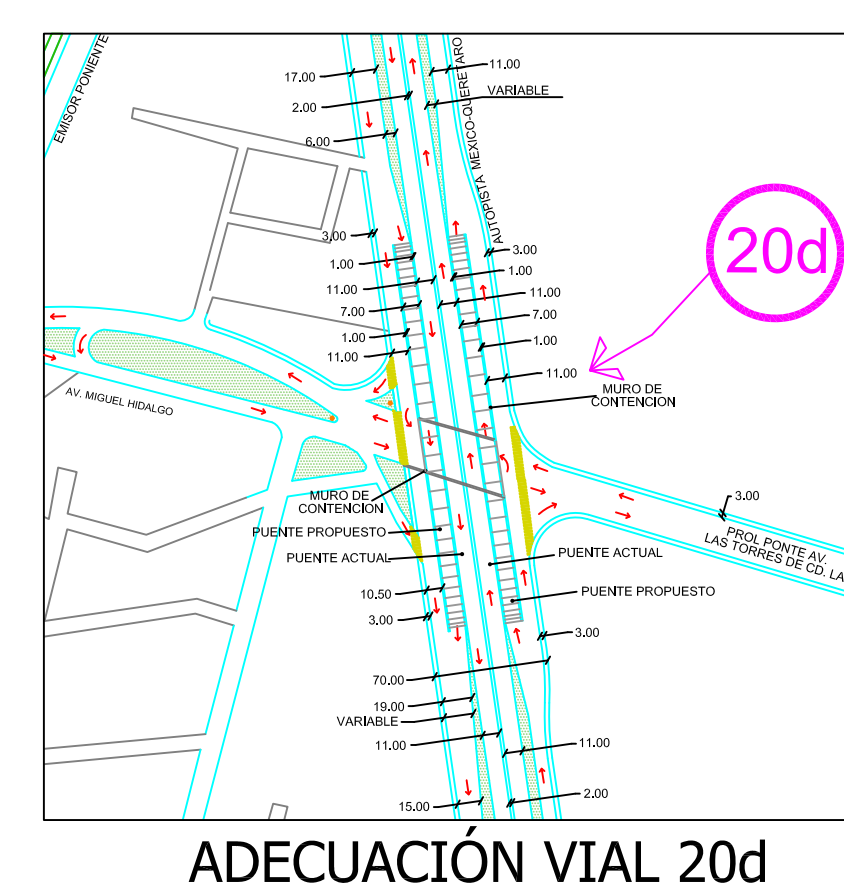 EMISOR PONIENTE
17.00
2.00
6.00
11.00
VARIABLE
AUTOPISTA MEXICO-QUERETARO
20d
3.00
1.00
11.00
7.00
1.00
11.00
3.00
1.00
11.00
7.00
1.00
11.00
MURO DE
CONTENCION
AV. MIGUEL HIDALGO
MURO DE
CONTENCION
PUENTE PROPUESTO
PUENTE ACTUAL
10.50
3.00
PUENTE ACTUAL
PUENTE PROPUESTO
3.00
3.00
PROL PONTE AV.
LAS TORRES DE CD. LA
70.00
19.00
VARIABLE
11.00
11.00
15.00
2.00
ADECUACIÓN VIAL 20d